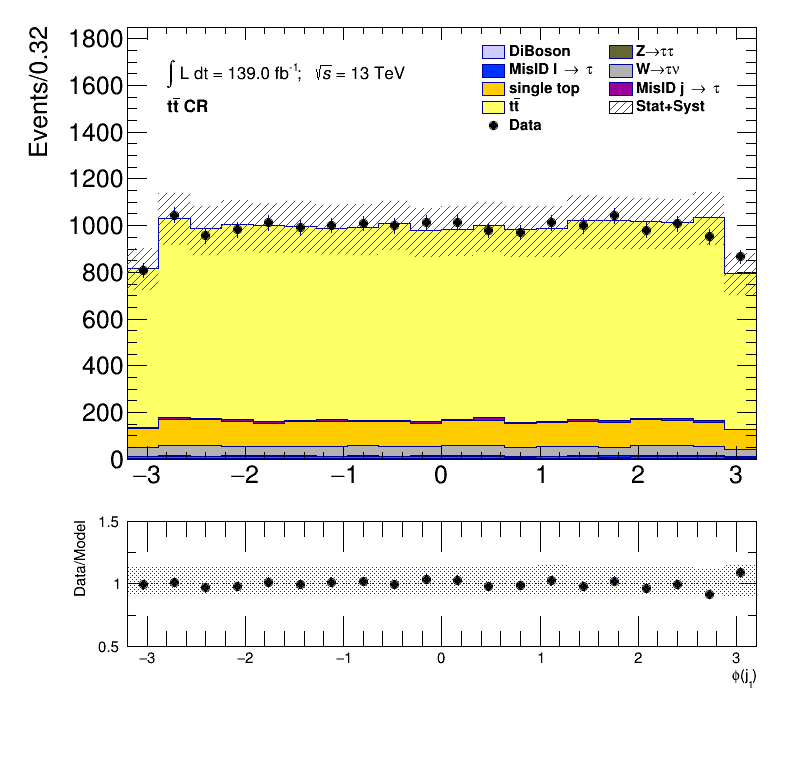 Events/0.32
1800
1600
1400
1200
1000
800
600
400
200
0
∫ L dt = 139.0 fb⁻¹; √s = 13 TeV
tt̄ CR
DiBoson
MisID l → τ
single top
tt̄
Data
Z→ττ
W→τν
MisID j → τ
Stat+Syst
−3 −2 −1 0 1 2 3
Data/Model
1.5
1
0.5
−3 −2 −1 0 1 2 3
ϕ(j₁)